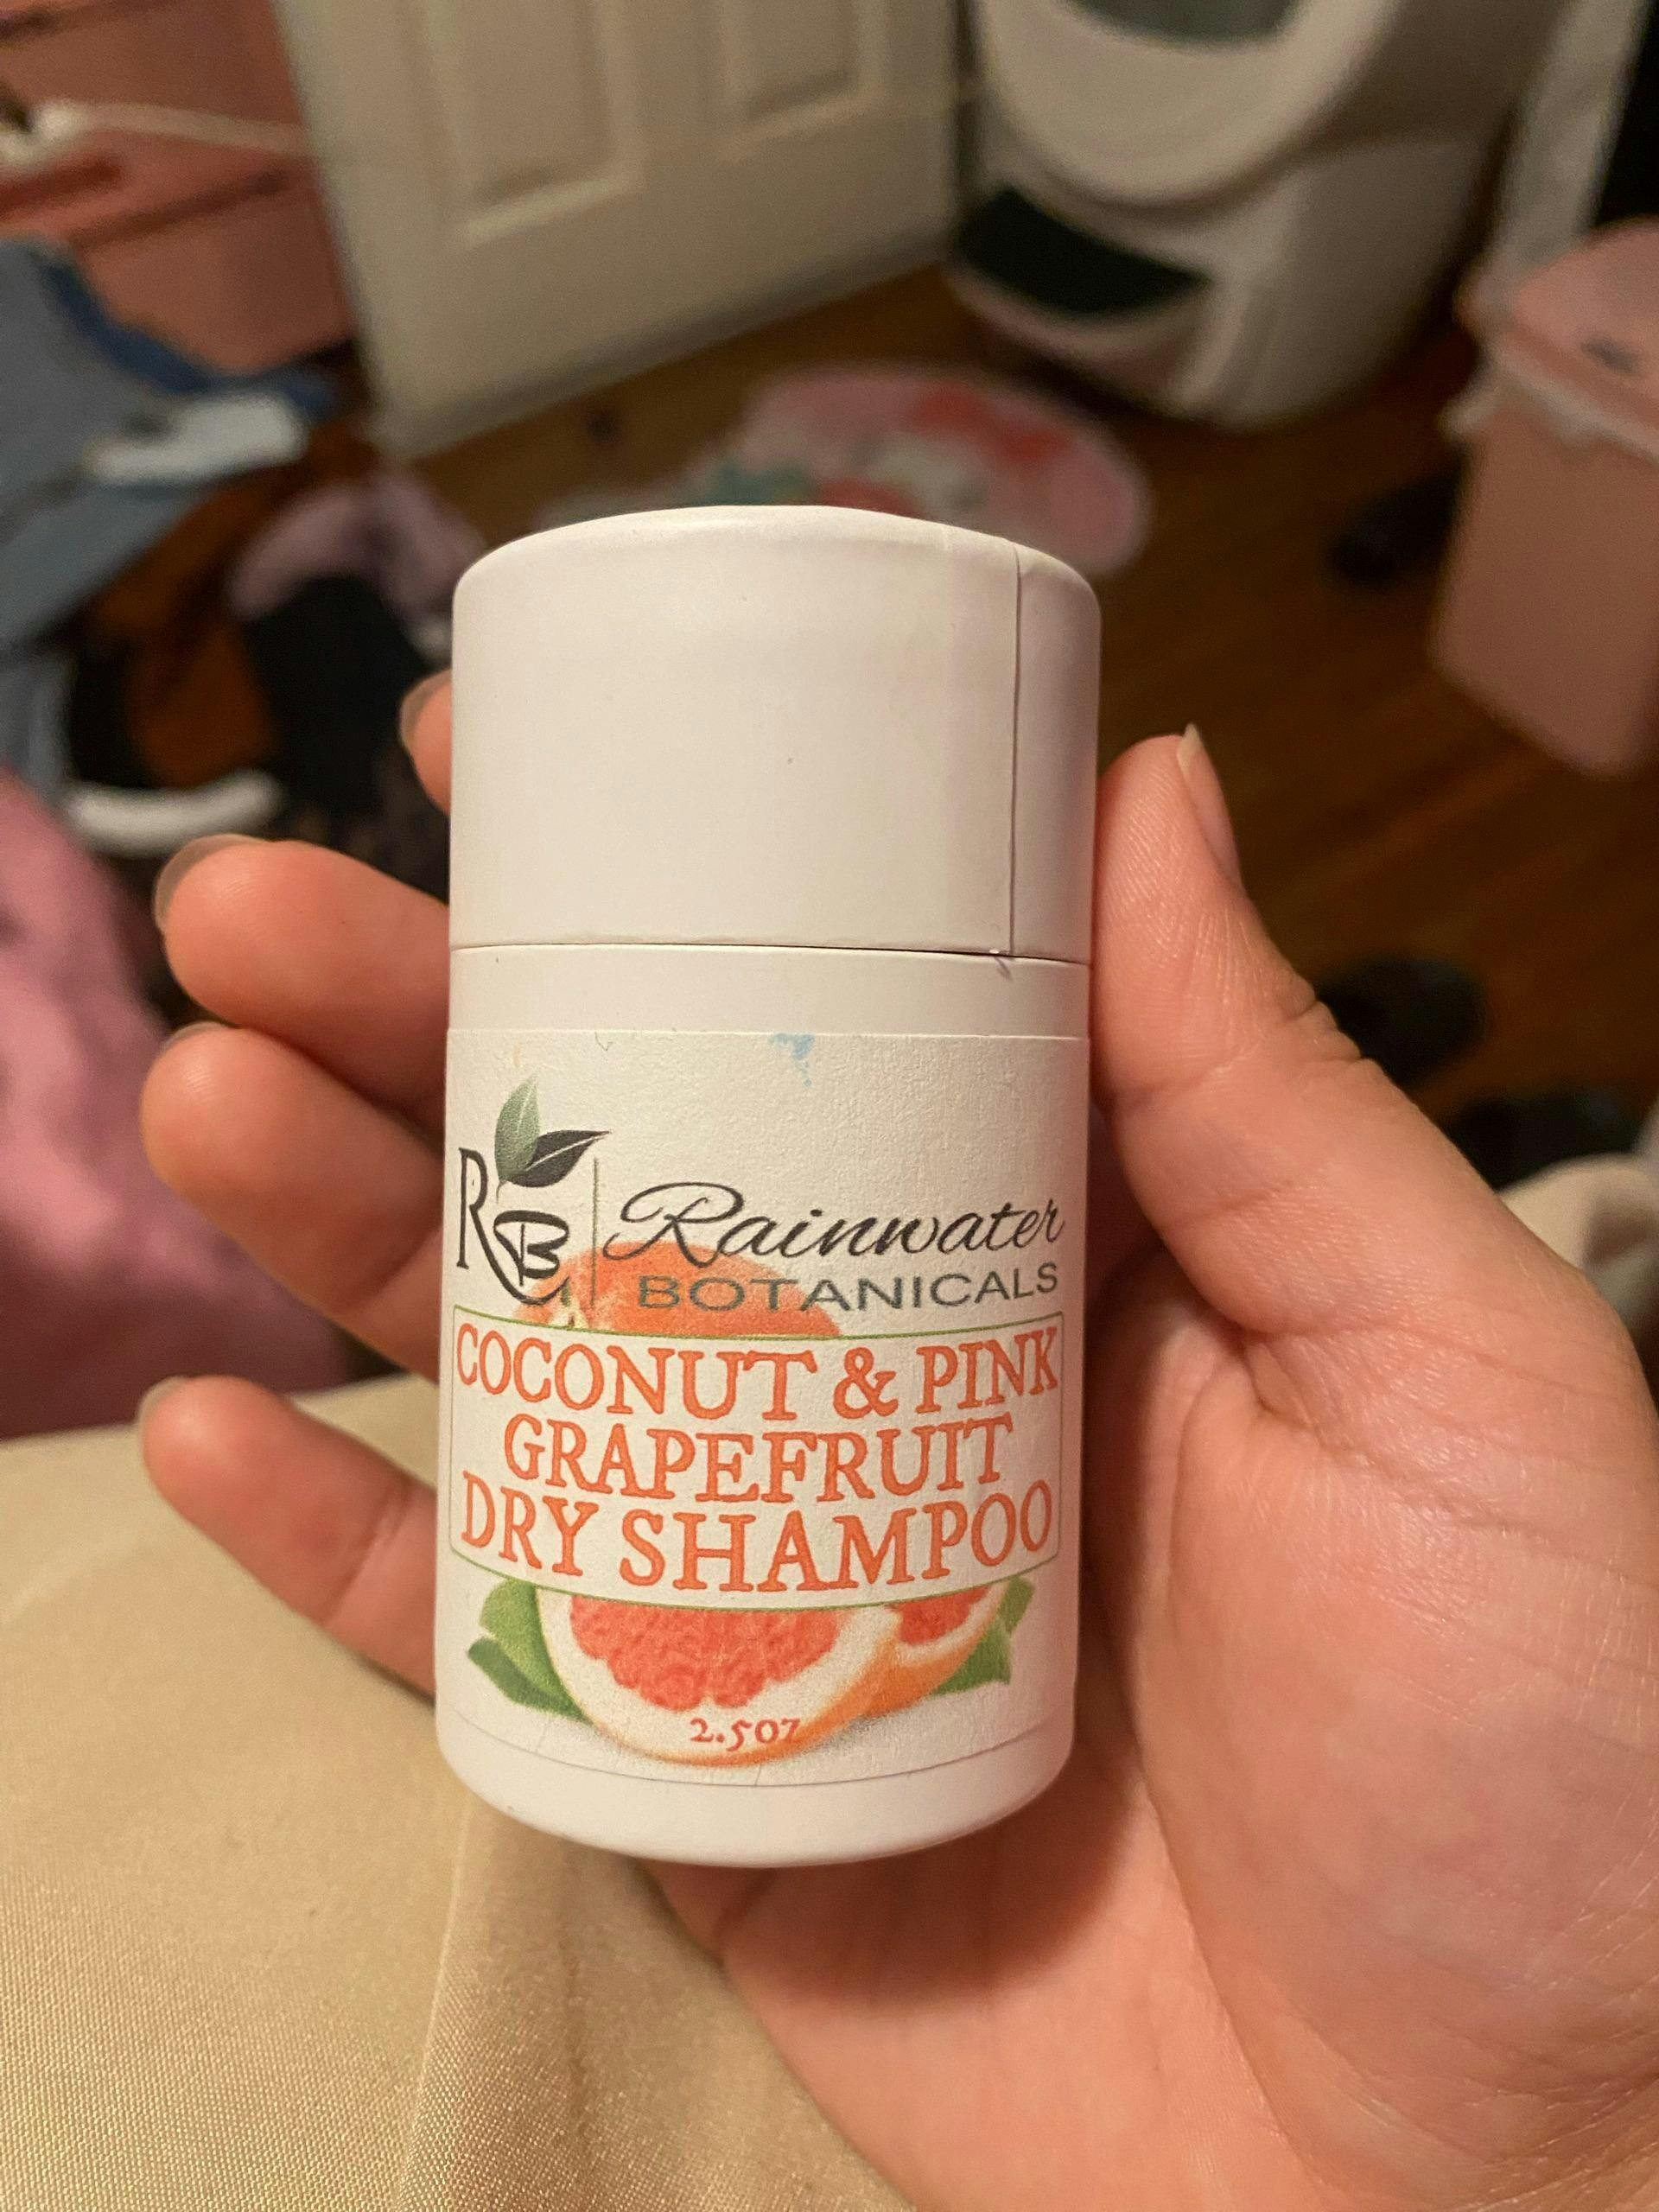 RB
Rainwater
BOTANICALS
COCONUT & PINK
GRAPEFRUIT
DRY SHAMPOO
2.5oz